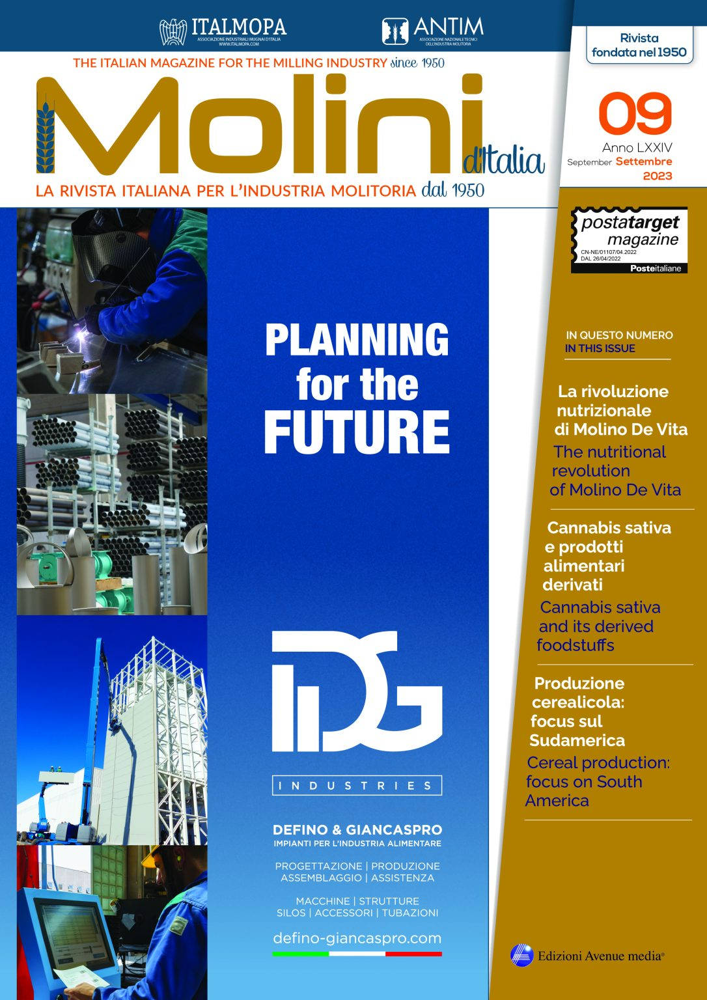 ITALMOPA
ASSOCIAZIONE INDUSTRIALI MUGNAI D'ITALIA
WWW.ITALMOPA.COM
ANTIM
ASSOCIAZIONE NAZIONALE TECNICI
DELL'INDUSTRIA MOLITORIA
Rivista
fondata nel 1950
THE ITALIAN MAGAZINE FOR THE MILLING INDUSTRY since 1950
Molini
d'Italia
LA RIVISTA ITALIANA PER L'INDUSTRIA MOLITORIA dal 1950
09
Anno LXXIV
September Settembre
2023
postatarget
magazine
CN-NE/01107/04.2022
DAL 26/04/2022
Posteitaliane
PLANNING
for the
FUTURE
DG
INDUSTRIES
DEFINO & GIANCASPRO
IMPIANTI PER L'INDUSTRIA ALIMENTARE
PROGETTAZIONE | PRODUZIONE
ASSEMBLAGGIO | ASSISTENZA
MACCHINE | STRUTTURE
SILOS | ACCESSORI | TUBAZIONI
defino-giancaspro.com
IN QUESTO NUMERO
IN THIS ISSUE
La rivoluzione
nutrizionale
di Molino De Vita
The nutritional
revolution
of Molino De Vita
Cannabis sativa
e prodotti
alimentari
derivati
Cannabis sativa
and its derived
foodstuffs
Produzione
cerealicola:
focus sul
Sudamerica
Cereal production:
focus on South
America
Edizioni Avenue media®